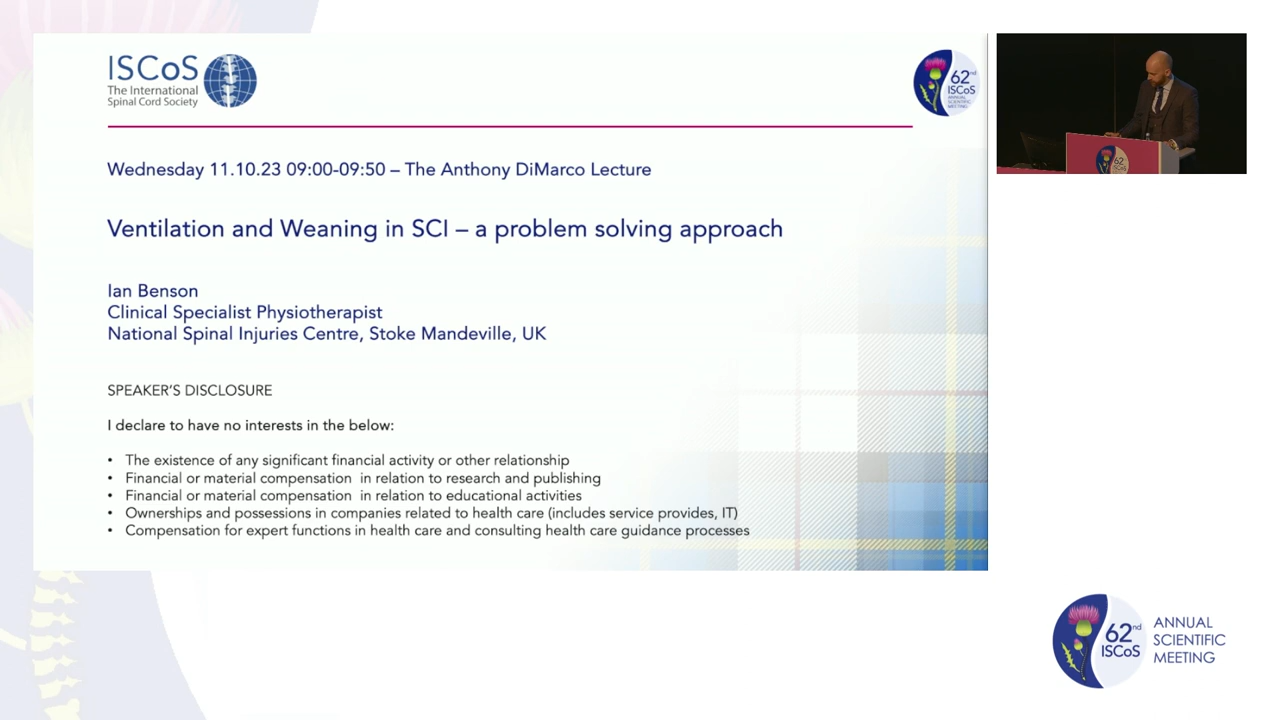 ISCoS
The International
Spinal Cord Society
62nd
ISCoS
ANNUAL
SCIENTIFIC
MEETING
Wednesday 11.10.23 09:00-09:50 – The Anthony DiMarco Lecture
Ventilation and Weaning in SCI – a problem solving approach
Ian Benson
Clinical Specialist Physiotherapist
National Spinal Injuries Centre, Stoke Mandeville, UK
SPEAKER'S DISCLOSURE
I declare to have no interests in the below:
• The existence of any significant financial activity or other relationship
• Financial or material compensation in relation to research and publishing
• Financial or material compensation in relation to educational activities
• Ownerships and possessions in companies related to health care (includes service provides, IT)
• Compensation for expert functions in health care and consulting health care guidance processes
62
62nd
ISCoS
ANNUAL
SCIENTIFIC
MEETING